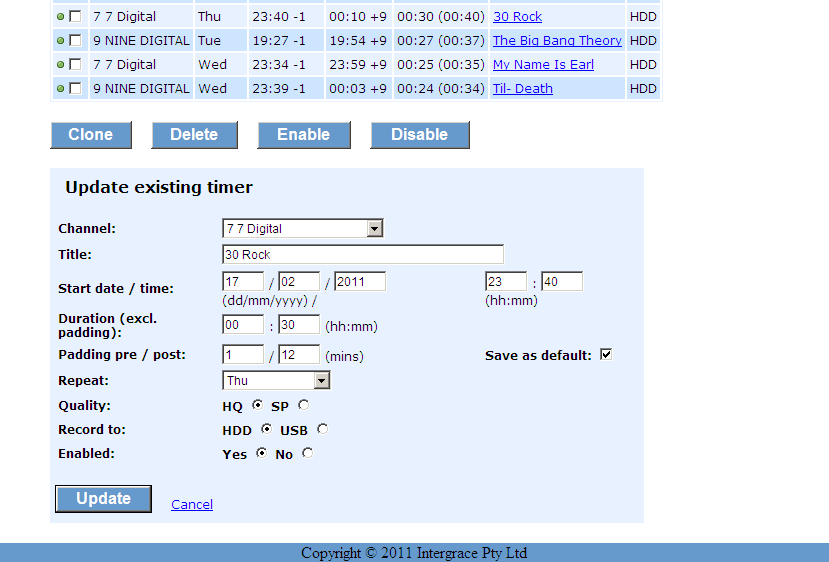 7 7 Digital Thu 23:40 -1 00:10 +9 00:30 (00:40) 30 Rock HDD
9 NINE DIGITAL Tue 19:27 -1 19:54 +9 00:27 (00:37) The Big Bang Theory HDD
7 7 Digital Wed 23:34 -1 23:59 +9 00:25 (00:35) My Name Is Earl HDD
9 NINE DIGITAL Wed 23:39 -1 00:03 +9 00:24 (00:34) Til- Death HDD
Clone Delete Enable Disable
Update existing timer
Channel: 7 7 Digital
Title: 30 Rock
Start date / time: 17 / 02 / 2011 23 : 40
(dd/mm/yyyy) / (hh:mm)
Duration (excl.
padding): 00 : 30 (hh:mm)
Padding pre / post: 1 / 12 (mins) Save as default:
Repeat: Thu
Quality: HQ SP
Record to: HDD USB
Enabled: Yes No
Update Cancel
Copyright © 2011 Intergrace Pty Ltd